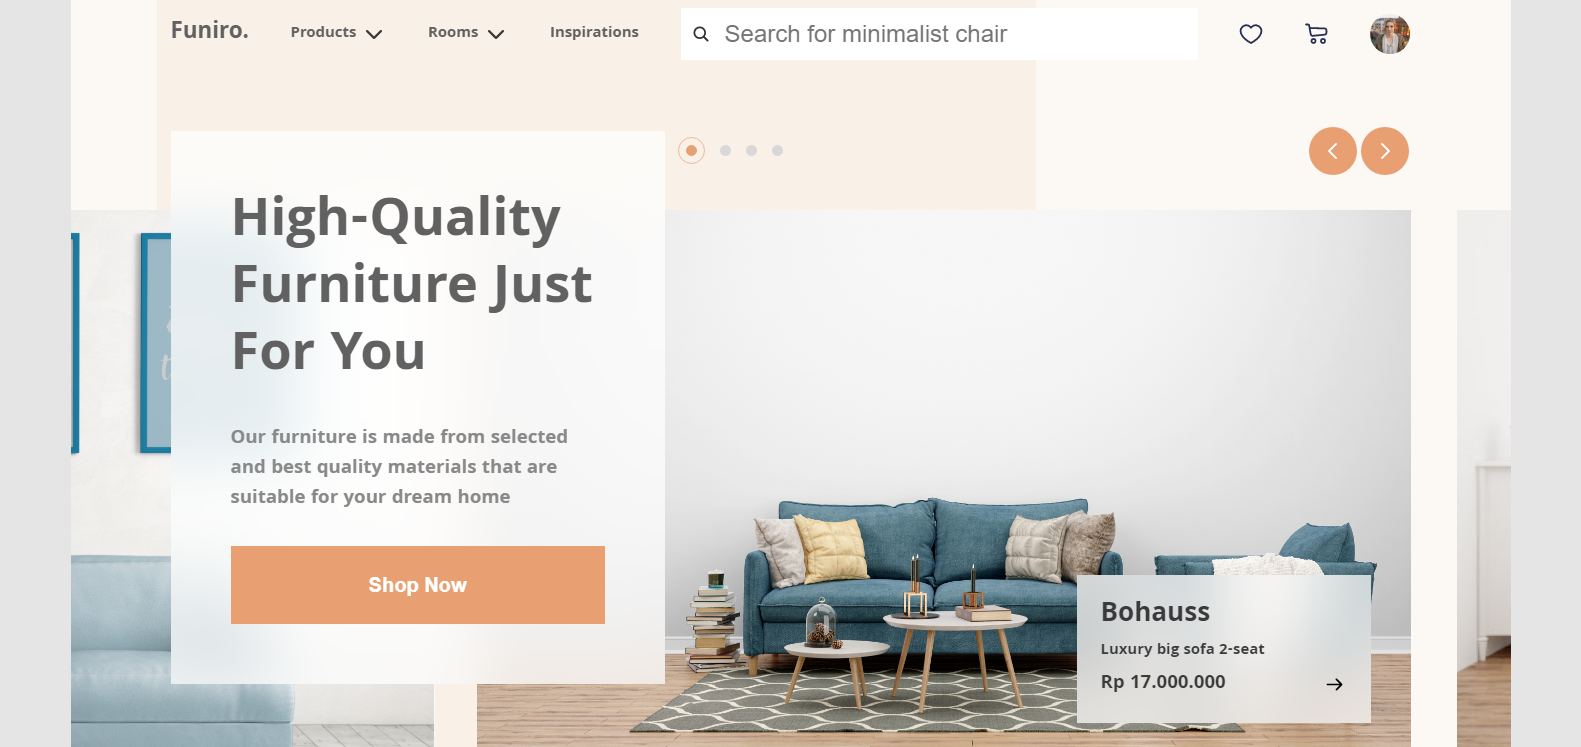 Funiro.
Products
Rooms
Inspirations
Search for minimalist chair
High-Quality
Furniture Just
For You
Our furniture is made from selected
and best quality materials that are
suitable for your dream home
Shop Now
Bohauss
Luxury big sofa 2-seat
Rp 17.000.000